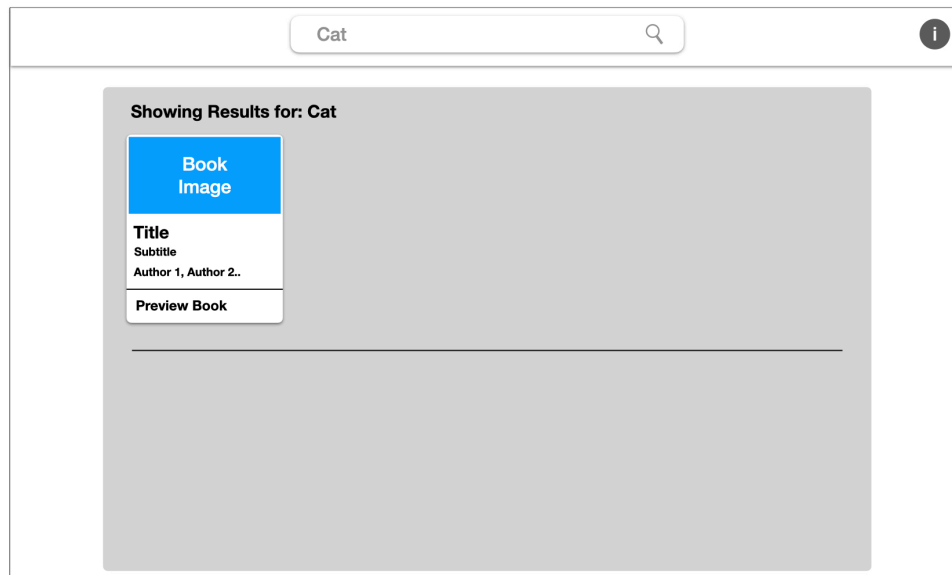 Cat
i
Showing Results for: Cat
Book
Image
Title
Subtitle
Author 1, Author 2..
Preview Book